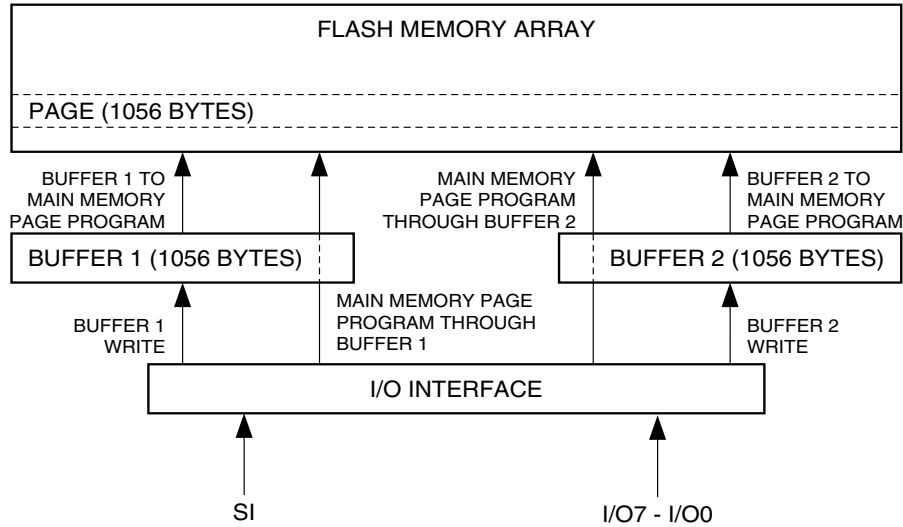 FLASH MEMORY ARRAY
PAGE (1056 BYTES)
BUFFER 1 TO
MAIN MEMORY
PAGE PROGRAM
MAIN MEMORY
PAGE PROGRAM
THROUGH BUFFER 2
BUFFER 2 TO
MAIN MEMORY
PAGE PROGRAM
BUFFER 1 (1056 BYTES)
BUFFER 2 (1056 BYTES)
BUFFER 1
WRITE
MAIN MEMORY PAGE
PROGRAM THROUGH
BUFFER 1
BUFFER 2
WRITE
I/O INTERFACE
SI
I/O7 - I/O0